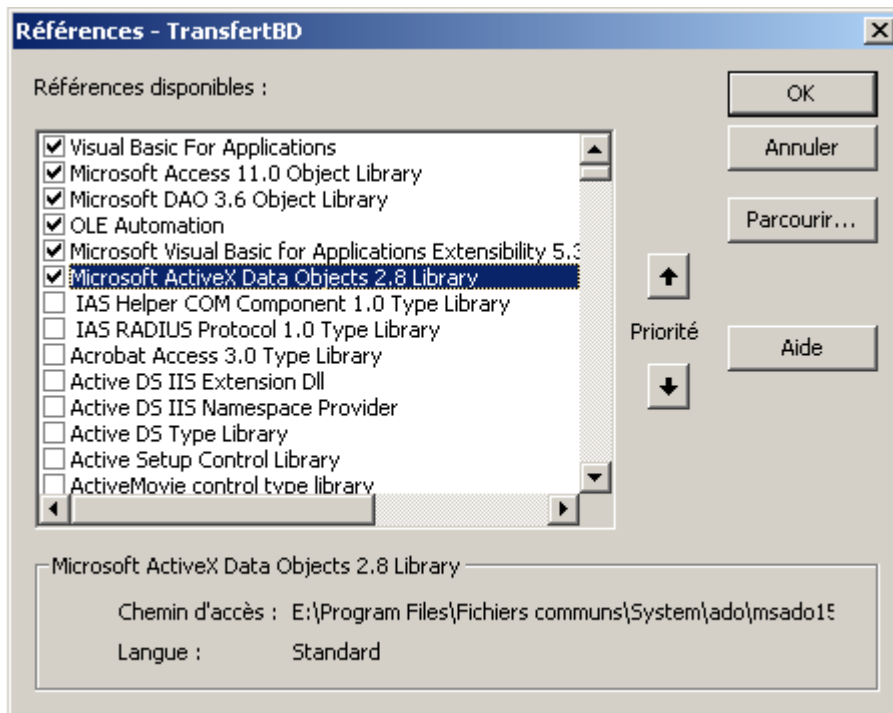 Références - TransfertBD
Références disponibles :
OK
Visual Basic For Applications
Annuler
Microsoft Access 11.0 Object Library
Microsoft DAO 3.6 Object Library
OLE Automation
Parcourir...
Microsoft Visual Basic for Applications Extensibility 5.3
Microsoft ActiveX Data Objects 2.8 Library
IAS Helper COM Component 1.0 Type Library
IAS RADIUS Protocol 1.0 Type Library
Priorité
Acrobat Access 3.0 Type Library
Aide
Active DS IIS Extension Dll
Active DS IIS Namespace Provider
Active DS Type Library
Active Setup Control Library
ActiveMovie control type library
Microsoft ActiveX Data Objects 2.8 Library
Chemin d'accès : E:\Program Files\Fichiers communs\System\ado\msado15
Langue : Standard